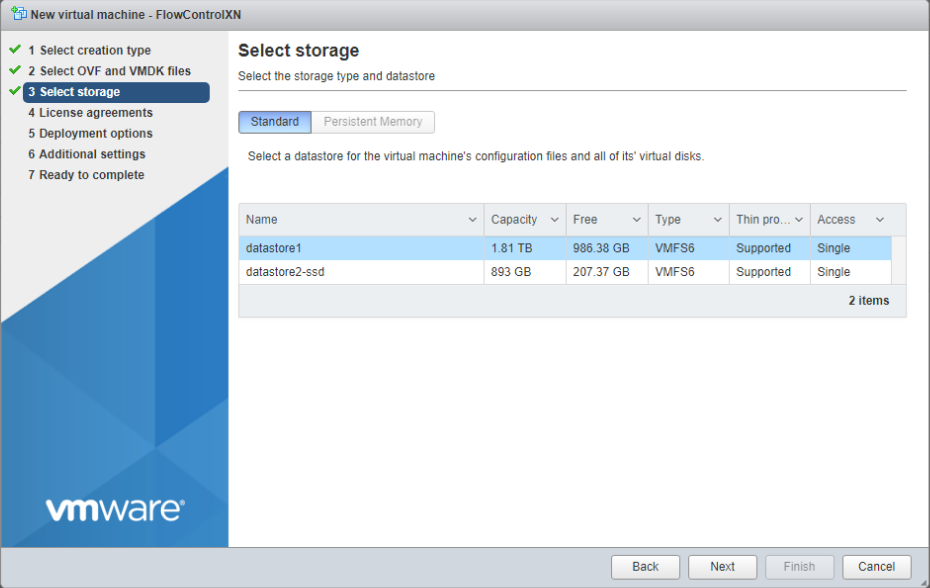 New virtual machine - FlowControlXN
1 Select creation type
2 Select OVF and VMDK files
3 Select storage
4 License agreements
5 Deployment options
6 Additional settings
7 Ready to complete
vmware®
Select storage
Select the storage type and datastore
Standard Persistent Memory
Select a datastore for the virtual machine's configuration files and all of its' virtual disks.
Name Capacity Free Type Thin pro... Access
datastore1 1.81 TB 986.38 GB VMFS6 Supported Single
datastore2-ssd 893 GB 207.37 GB VMFS6 Supported Single
2 items
Back Next Finish Cancel